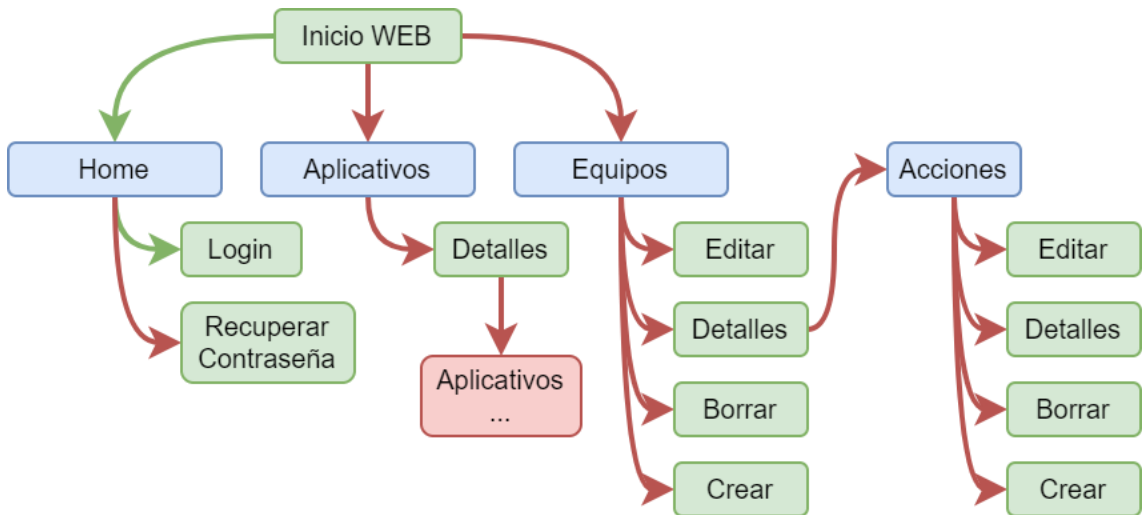 Inicio WEB
Home
Aplicativos
Equipos
Acciones
Login
Detalles
Editar
Editar
Recuperar
Contraseña
Detalles
Detalles
Aplicativos
...
Borrar
Borrar
Crear
Crear